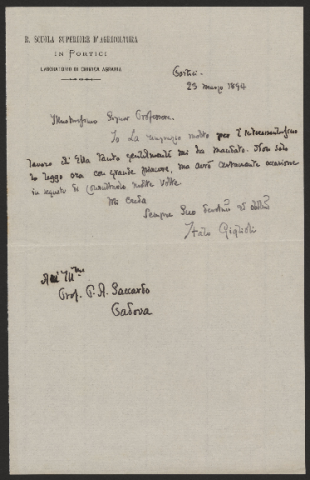 R. SCUOLA SUPERIORE D'AGRICOLTURA
IN PORTICI
LABORATORIO DI CHIMICA AGRARIA
Portici.
23 marzo 1894
Illustrissimo Signor Professore.
Io La ringrazio molto per l'interessantissimo
lavoro di Ella tanto gentilmente mi ha mandato. Non solo
lo leggo ora con grande piacere, ma avrò certamente occasione
in seguito di consultarlo molte volte
Mi creda
Sempre Suo
Italo Giglioli
All' Ill.mo
Prof. P. A. Saccardo
Padova